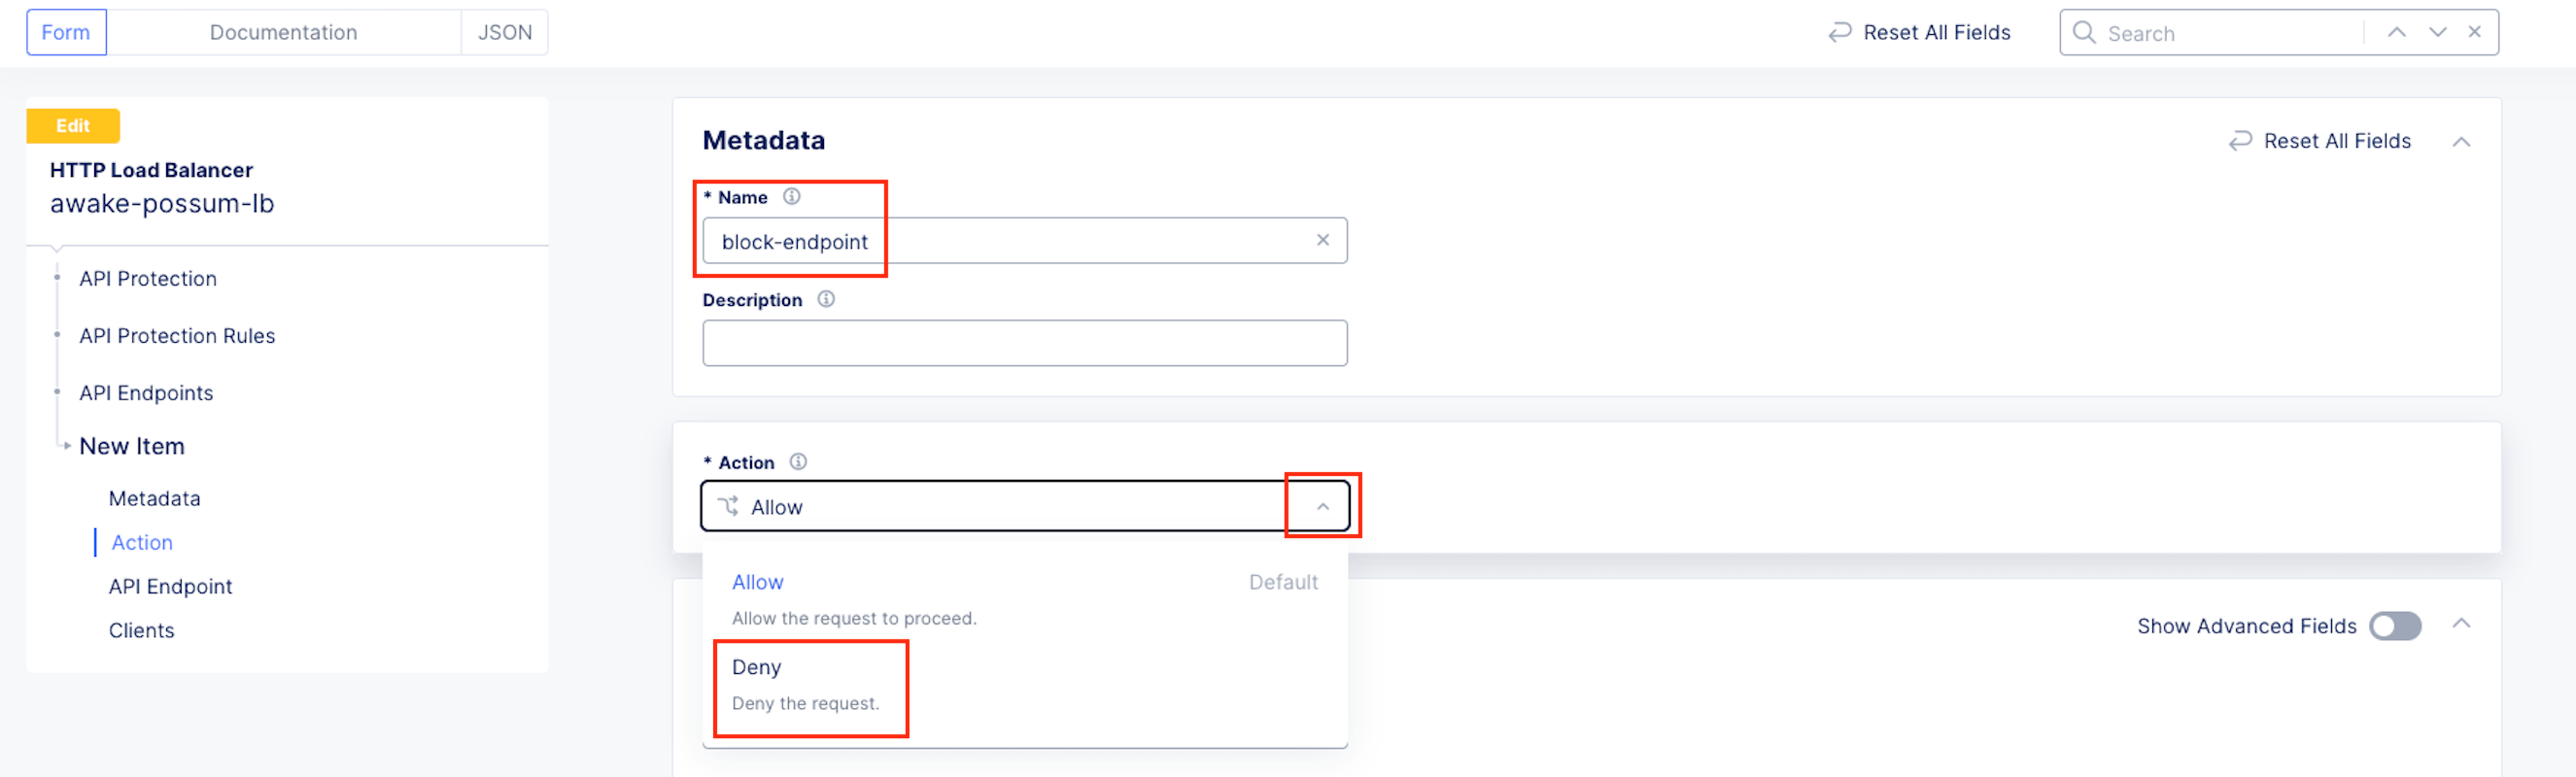 Form
Documentation
JSON
Reset All Fields
Search
Edit
HTTP Load Balancer
awake-possum-lb
API Protection
API Protection Rules
API Endpoints
New Item
Metadata
Action
API Endpoint
Clients
Metadata
Reset All Fields
* Name
block-endpoint
Description
* Action
Allow
Allow Default
Allow the request to proceed.
Deny
Deny the request.
Show Advanced Fields